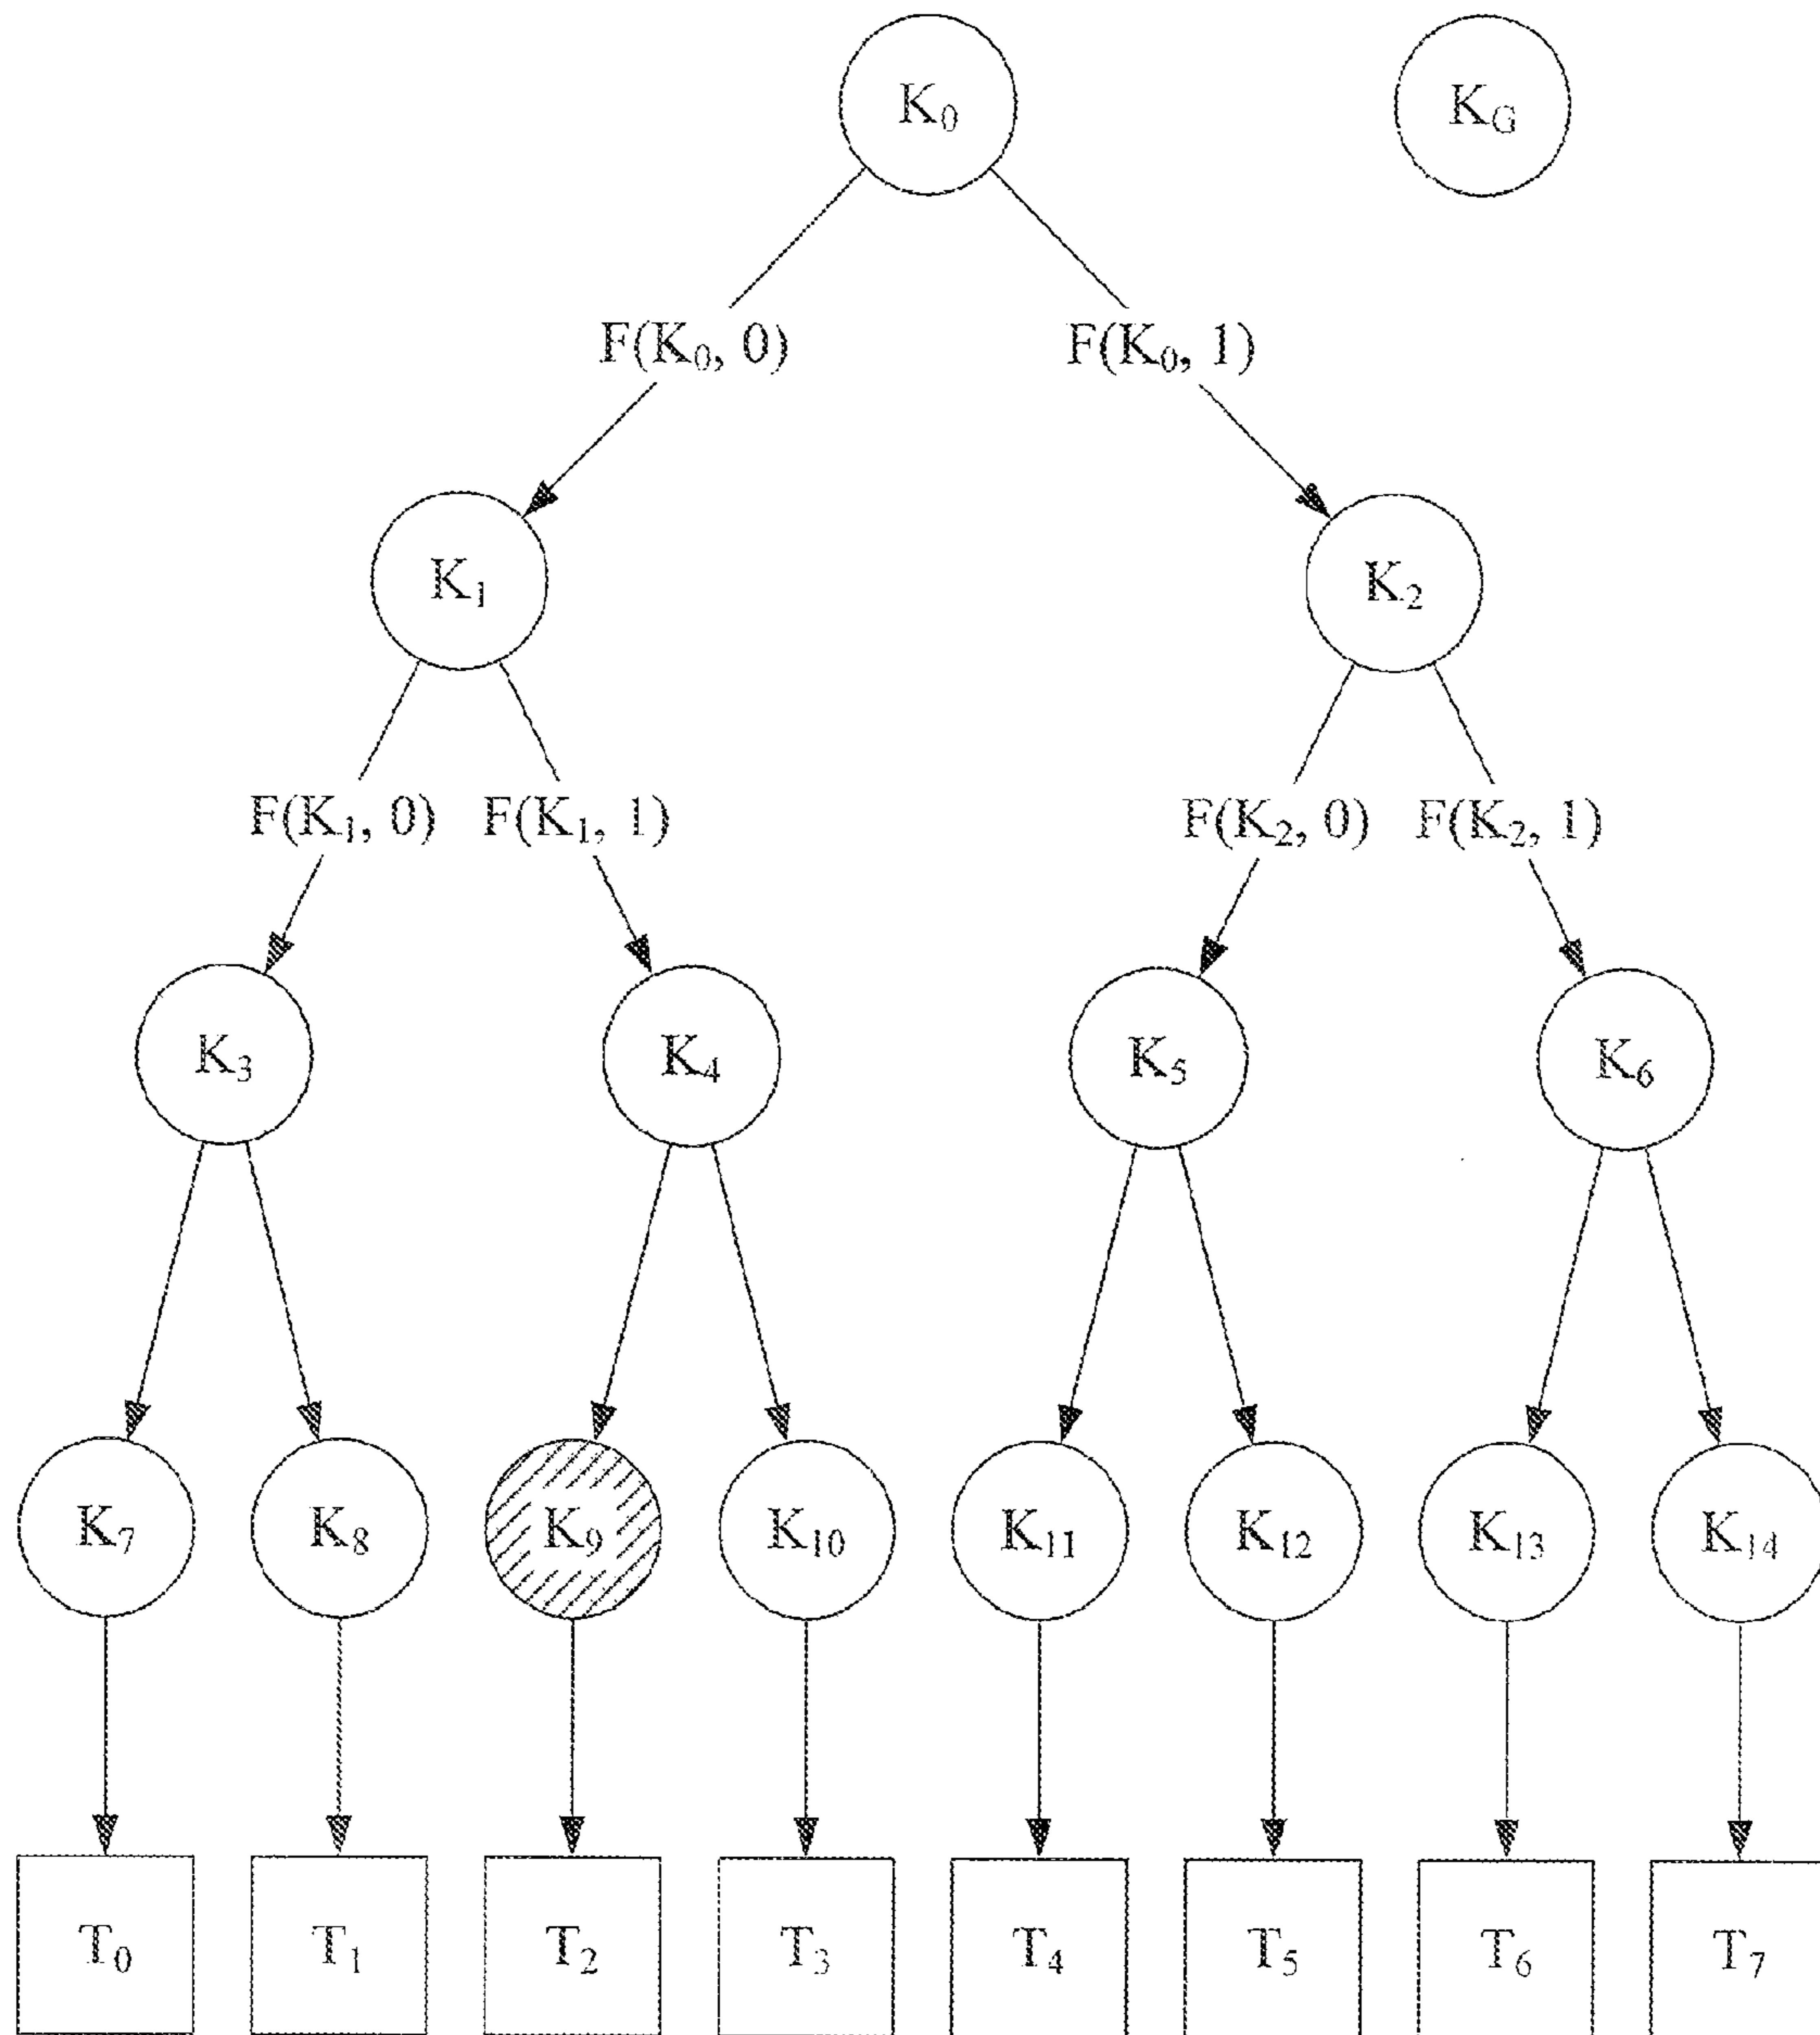 K₀ K_G
F(K₀, 0) F(K₀, 1)
K₁ K₂
F(K₁, 0) F(K₁, 1) F(K₂, 0) F(K₂, 1)
K₃ K₄ K₅ K₆
K₇ K₈ K₉ K₁₀ K₁₁ K₁₂ K₁₃ K₁₄
T₀ T₁ T₂ T₃ T₄ T₅ T₆ T₇